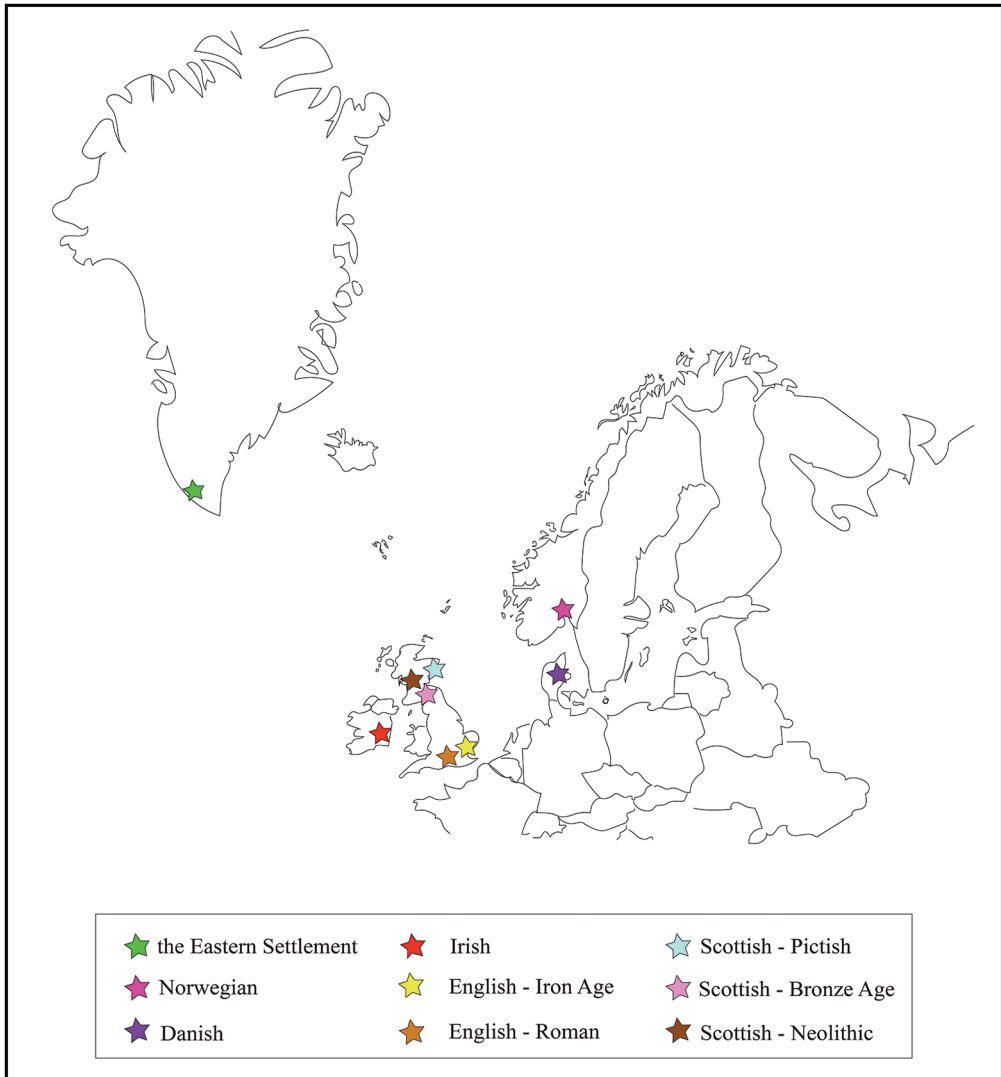 the Eastern Settlement
Irish
Scottish - Pictish
Norwegian
English - Iron Age
Scottish - Bronze Age
Danish
English - Roman
Scottish - Neolithic